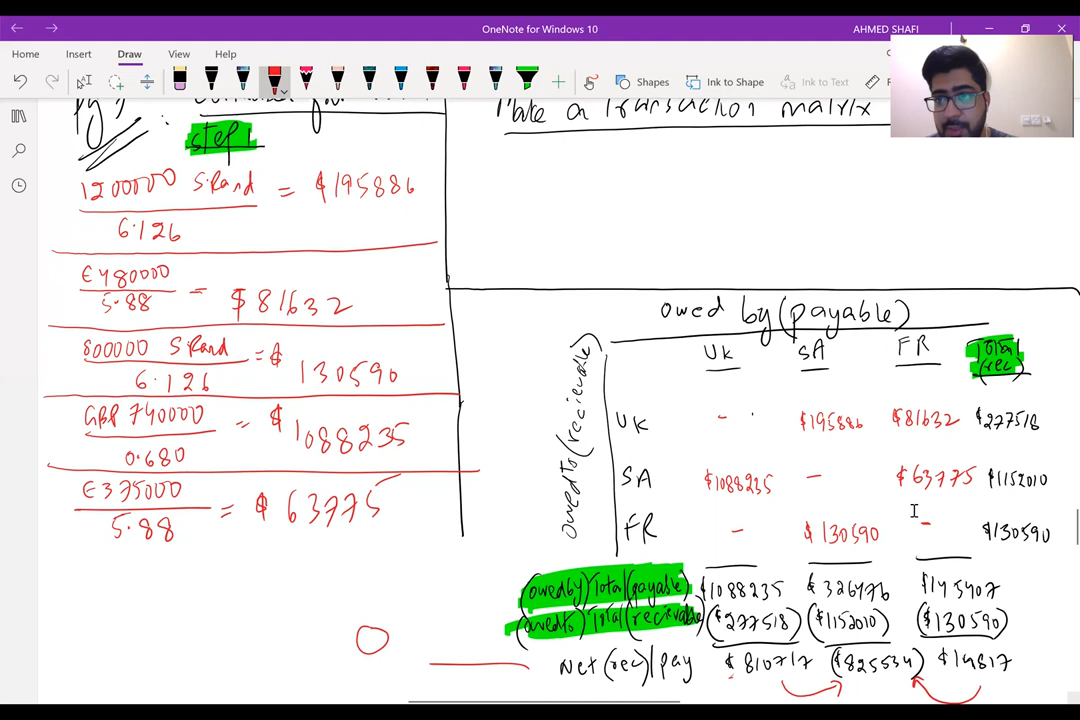 OneNote for Windows 10
AHMED SHAFI
Home Insert Draw View Help
Shapes Ink to Shape Ink to Text
Make a Transaction matrix
step 1
1200000 S.Rand = $195886
6.126
€480000 = $81632
5.88
800000 S.Rand = $130590
6.126
GBP 740000 = $1088235
0.680
€375000 = $63775
5.88
owed by (payable)
owed to (recievable)
UK SA FR Total (rec)
UK - $195886 $81632 $277518
SA $1088235 - $63775 $1152010
FR - $130590 - $130590
(owed by) Total (payable) $1088235 $326476 $145407
(owed to) Total (recievable) ($277518) ($1152010) ($130590)
Net (rec)/pay $810717 ($825534) $14817